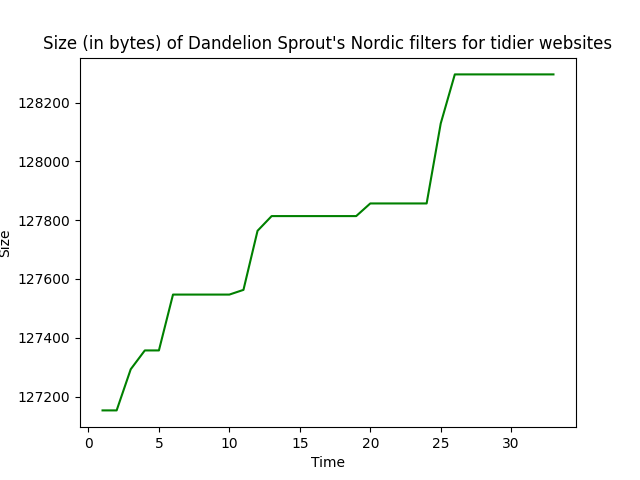 Size (in bytes) of Dandelion Sprout's Nordic filters for tidier websites
128200
128000
127800
127600
127400
127200
Size
0 5 10 15 20 25 30
Time